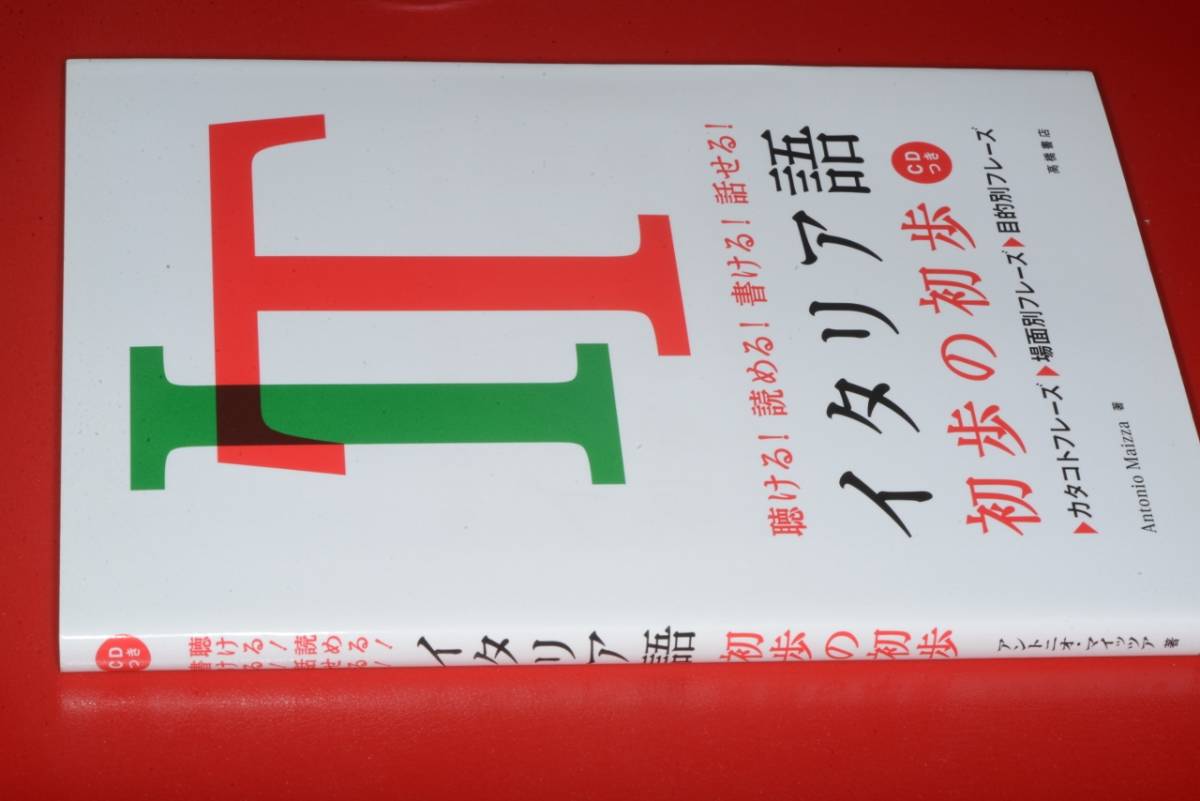 IT
聴ける!読める!書ける!話せる!
イタリア語
初歩の初歩
CD
つき
▶カタコトフレーズ▶場面別フレーズ▶目的別フレーズ
Antonio Maizza 著
高橋書店
CD
つき
聴ける!読める!
書ける!話せる!
イタリア語
初歩の初歩
アントニオ・マイッツァ 著